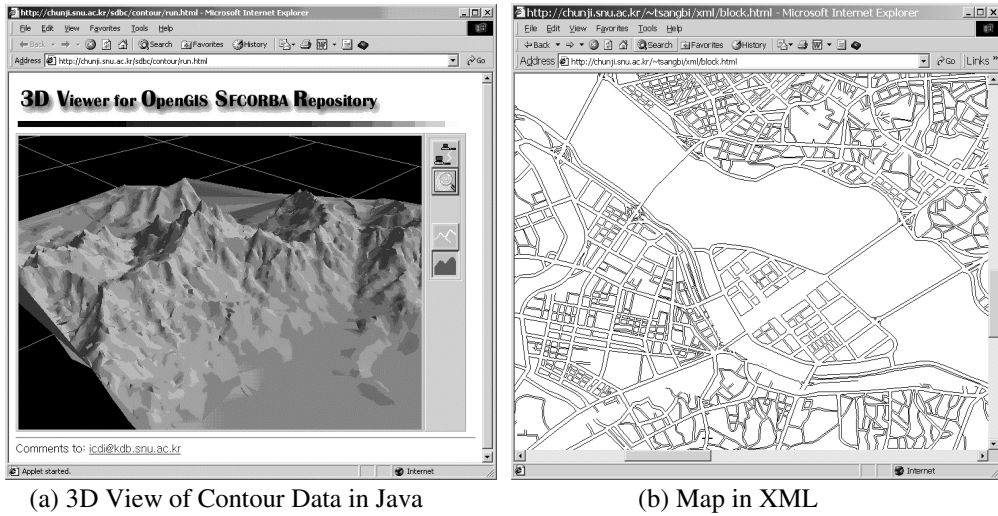 http://chunji.snu.ac.kr/sdbc/contour/run.html - Microsoft Internet Explorer
File Edit View Favorites Tools Help
Back Search Favorites History
Address http://chunji.snu.ac.kr/sdbc/contour/run.html Go
3D Viewer for OpenGIS SFCORBA Repository
Comments to: icdi@kdb.snu.ac.kr
Applet started. Internet
(a) 3D View of Contour Data in Java
http://chunji.snu.ac.kr/~tsangbi/xml/block.html - Microsoft Internet Explorer
File Edit View Favorites Tools Help
Back Search Favorites History
Address http://chunji.snu.ac.kr/~tsangbi/xml/block.html Go Links »
Internet
(b) Map in XML